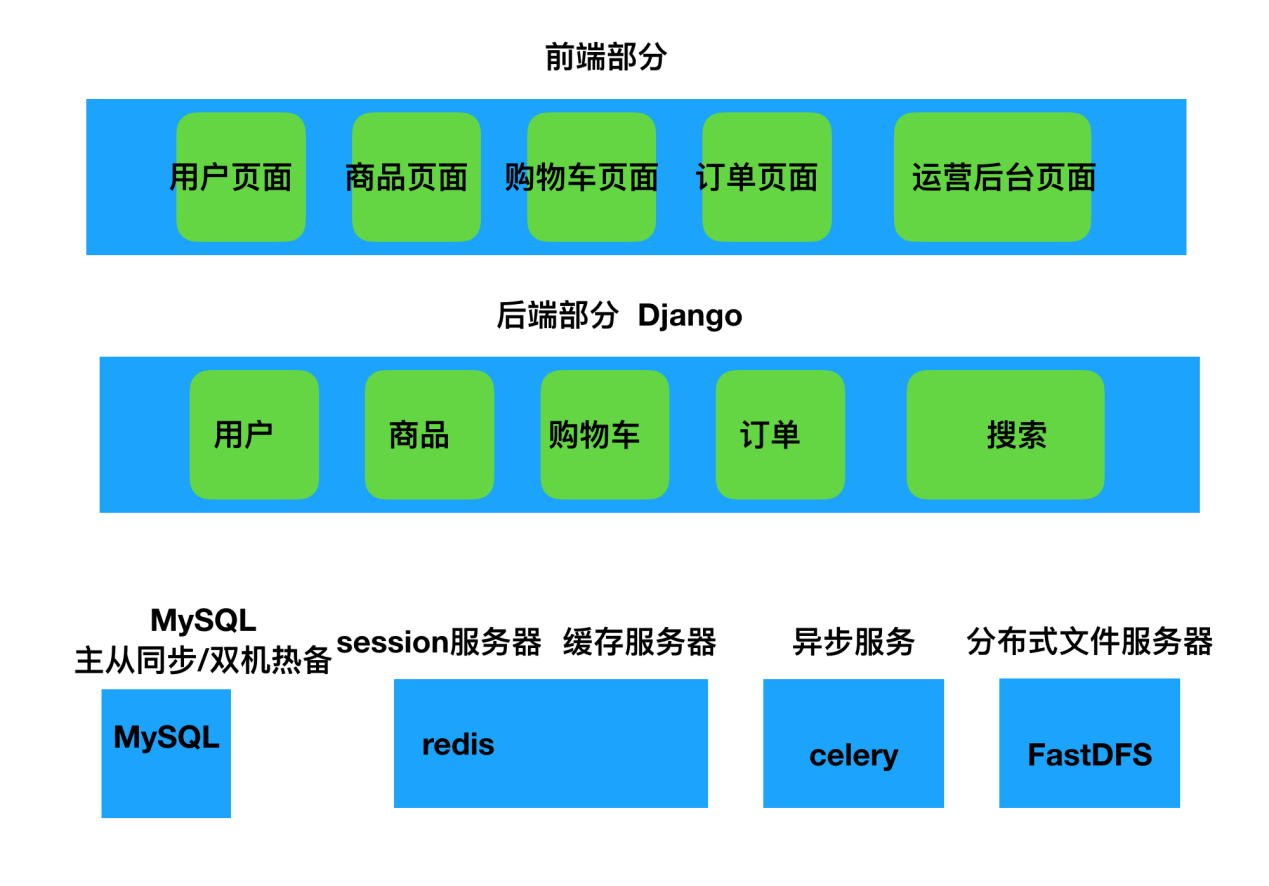 前端部分
用户页面 商品页面 购物车页面 订单页面 运营后台页面
后端部分 Django
用户 商品 购物车 订单 搜索
MySQL
主从同步/双机热备 session服务器 缓存服务器 异步服务 分布式文件服务器
MySQL redis celery FastDFS